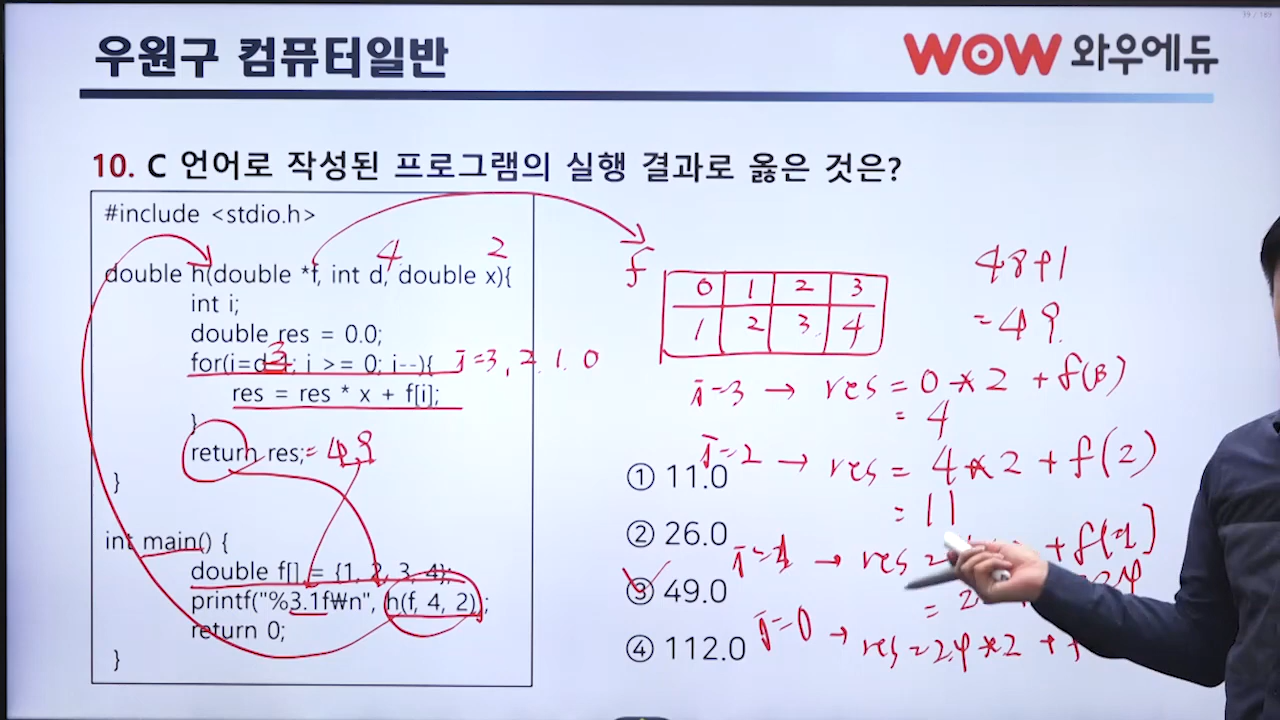 39 / 169
우원구 컴퓨터일반
WOW 와우에듀
10. C 언어로 작성된 프로그램의 실행 결과로 옳은 것은?
#include <stdio.h>
4 2
double h(double *f, int d, double x){
int i;
double res = 0.0;
3
for(i=d-1; i >= 0; i--){ i=3, 2, 1, 0
res = res * x + f[i];
}
return res; = 49
}
int main() {
double f[] = {1, 2, 3, 4};
printf("%3.1f₩n", h(f, 4, 2));
return 0;
}
f
0 1 2 3
1 2 3 4
48+1
=49.
i=3 → res = 0*2 + f(3)
= 4
i=2 → res = 4*2 + f(2)
= 11
i=1 → res =
i=0 → res = 24*2 +
① 11.0
② 26.0
③ 49.0
④ 112.0